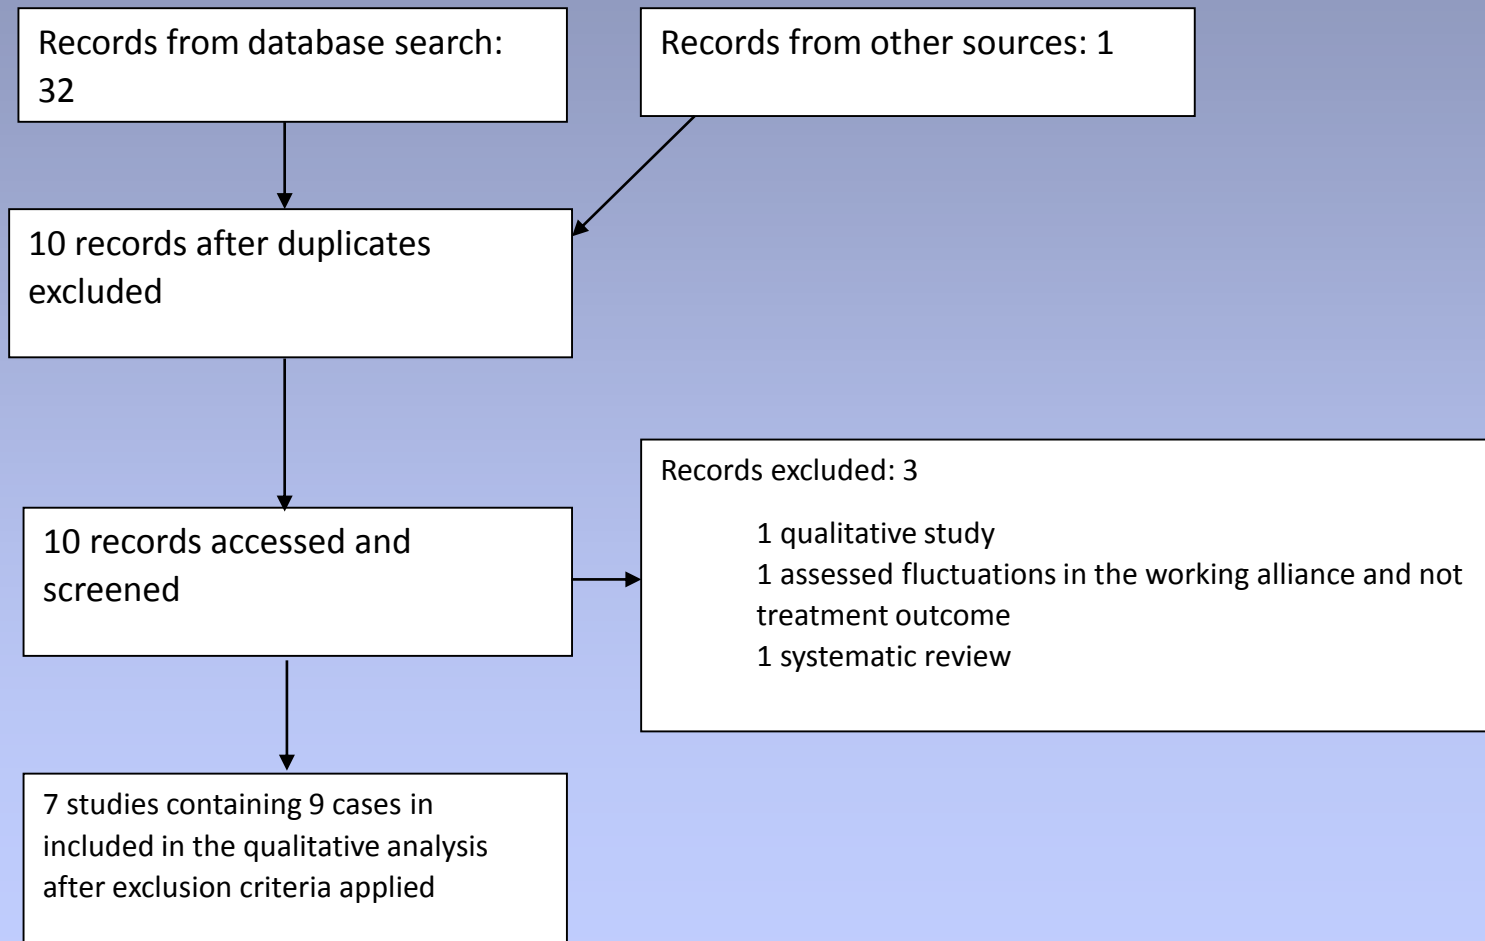 Records from database search:
32
Records from other sources: 1
10 records after duplicates
excluded
10 records accessed and
screened
Records excluded: 3
1 qualitative study
1 assessed fluctuations in the working alliance and not
treatment outcome
1 systematic review
7 studies containing 9 cases in
included in the qualitative analysis
after exclusion criteria applied